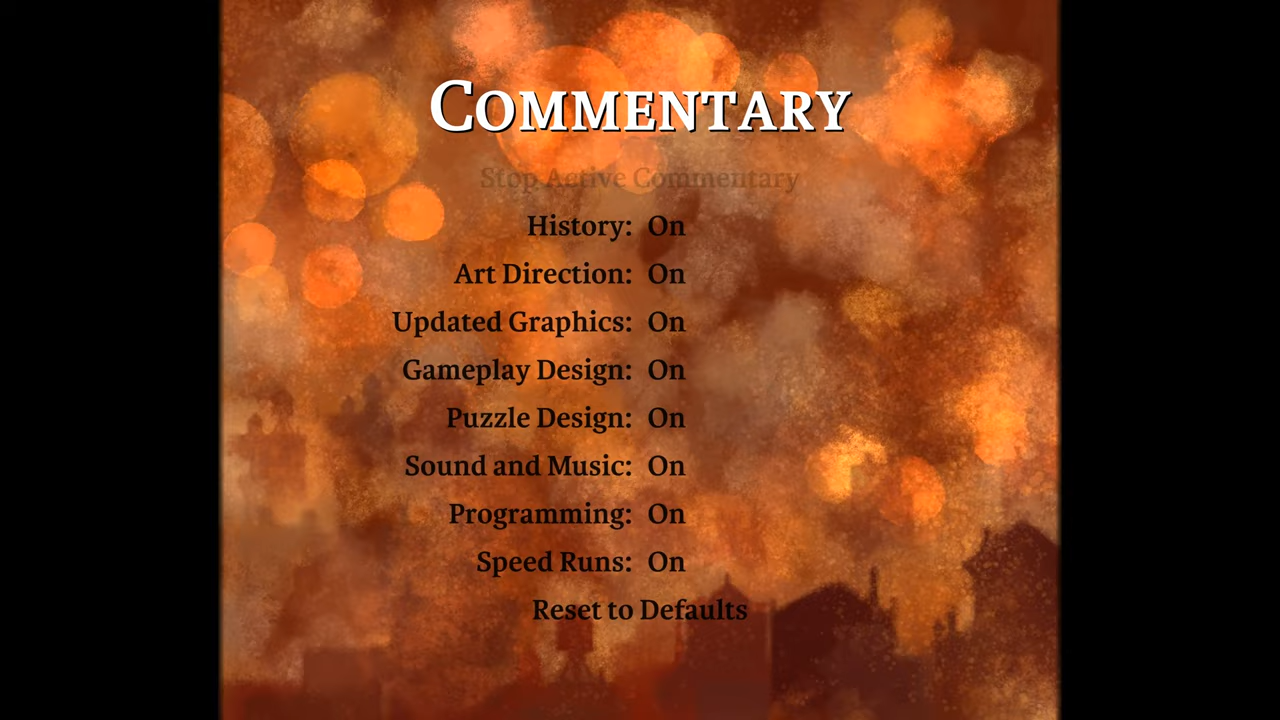 COMMENTARY
Stop Active Commentary
History: On
Art Direction: On
Updated Graphics: On
Gameplay Design: On
Puzzle Design: On
Sound and Music: On
Programming: On
Speed Runs: On
Reset to Defaults